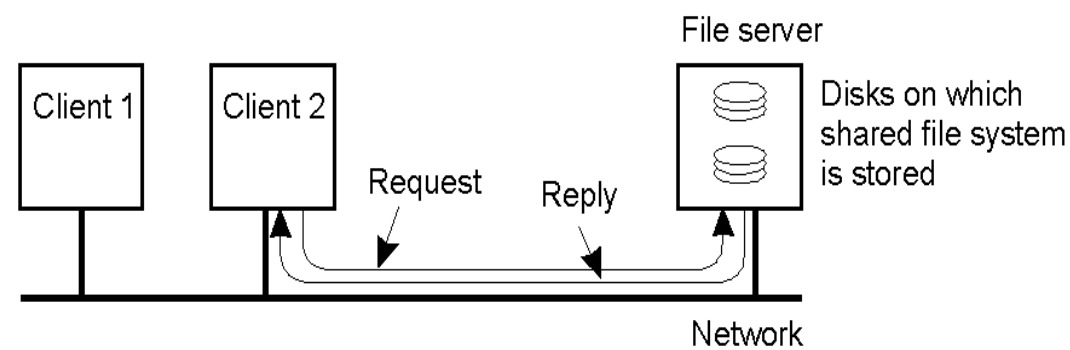 File server
Client 1
Client 2
Disks on which
shared file system
is stored
Request
Reply
Network